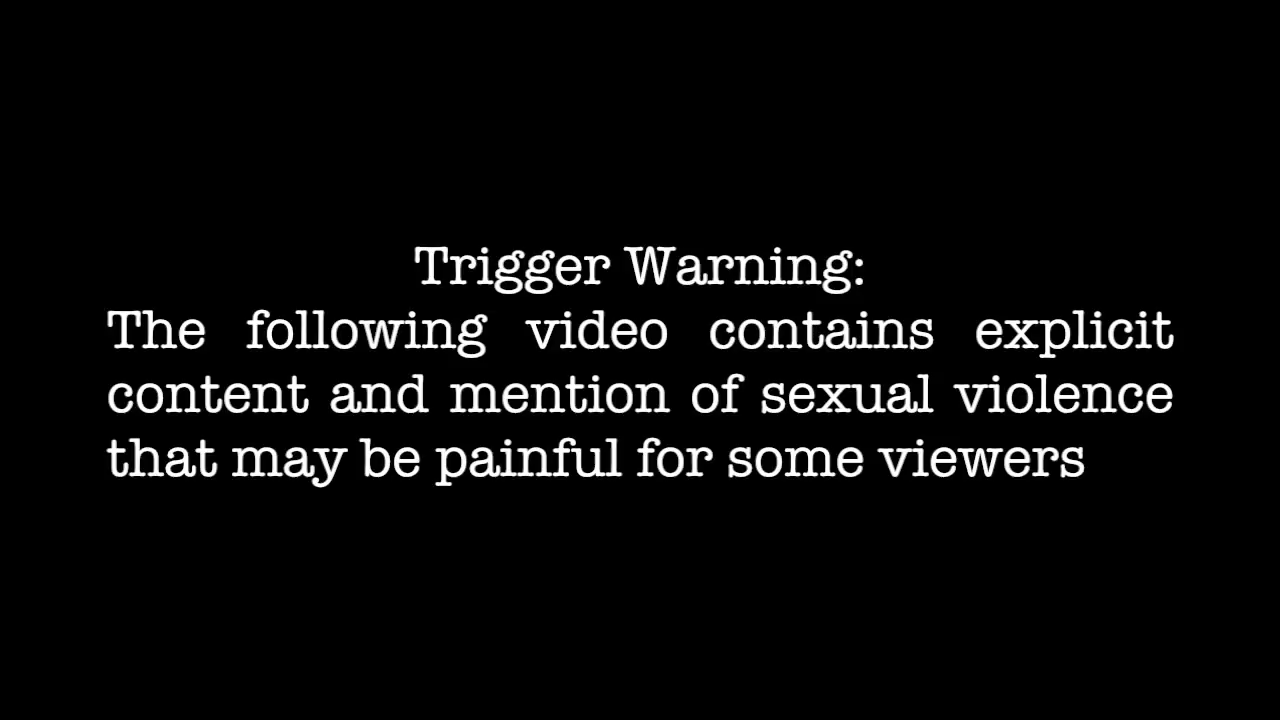 Trigger Warning:
The following video contains explicit
content and mention of sexual violence
that may be painful for some viewers